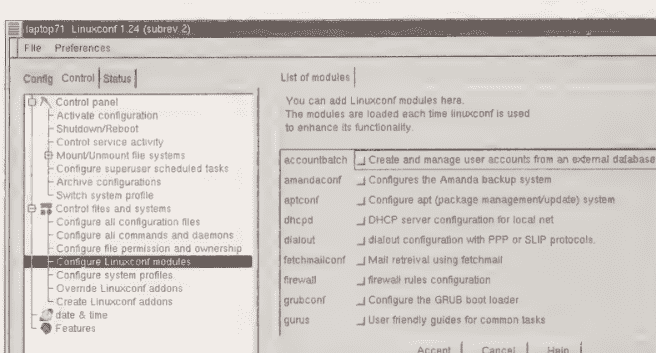 laptop71 Linuxconf 1.24 (subrev 2)
File Preferences
Config Control Status
Control panel
Activate configuration
Shutdown/Reboot
Control service activity
Mount/Unmount file systems
Configure superuser scheduled tasks
Archive configurations
Switch system profile
Control files and systems
Configure all configuration files
Configure all commands and daemons
Configure file permission and ownership
Configure Linuxconf modules
Configure system profiles
Override Linuxconf addons
Create Linuxconf addons
date & time
Features
List of modules
You can add Linuxconf modules here.
The modules are loaded each time linuxconf is used
to enhance its functionality.
accountbatch Create and manage user accounts from an external database
amandaconf Configures the Amanda backup system
aptconf Configure apt (package management/update) system
dhcpd DHCP server configuration for local net
dialout dialout configuration with PPP or SLIP protocols.
fetchmailconf Mail retreival using fetchmail
firewall firewall rules configuration
grubconf Configure the GRUB boot loader
gurus User friendly guides for common tasks
Accept Cancel Help